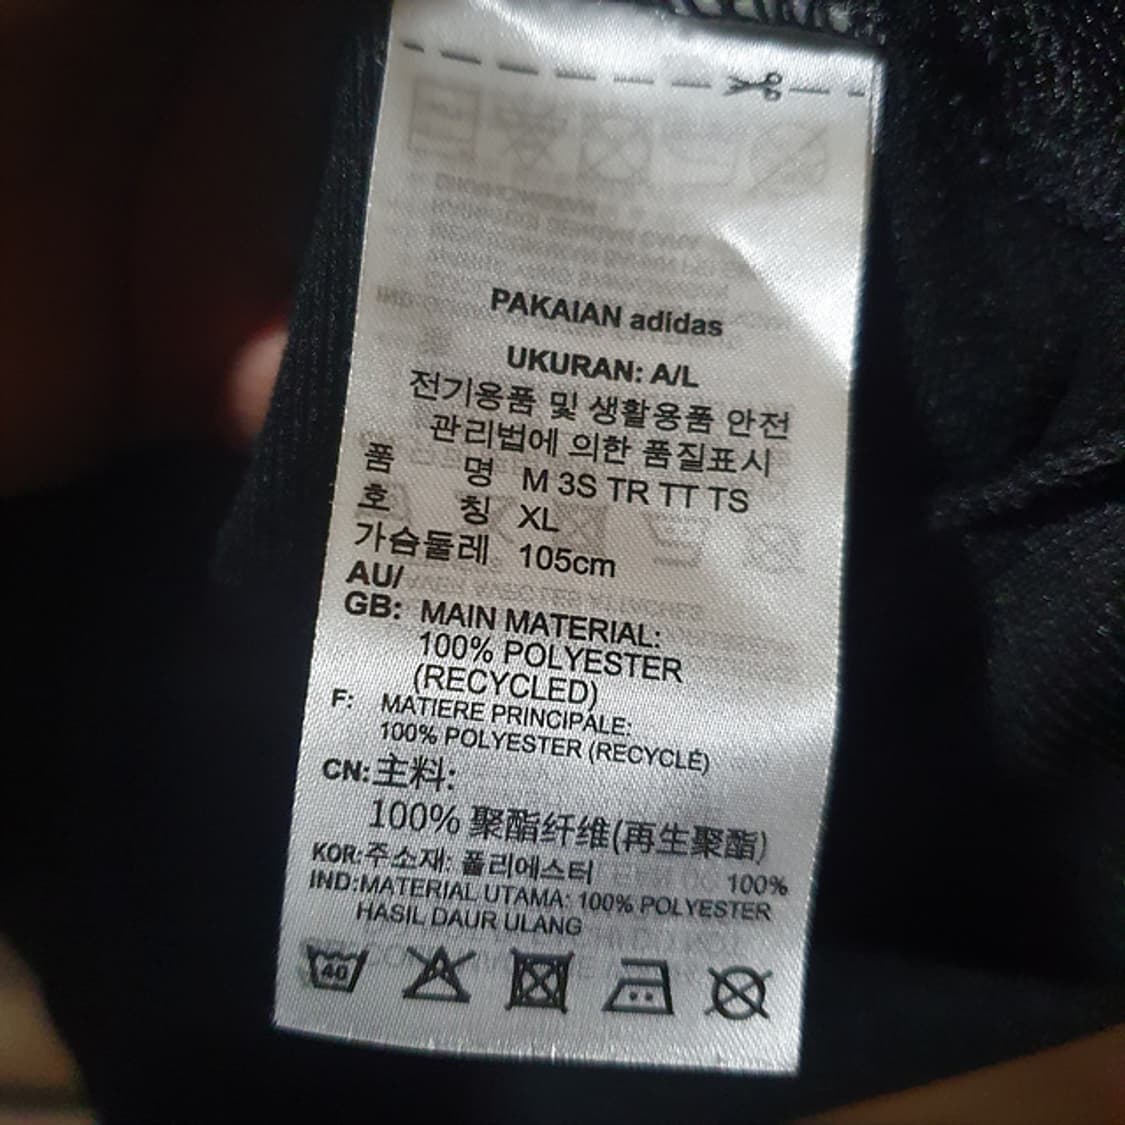 PAKAIAN adidas
UKURAN: A/L
전기용품 및 생활용품 안전
관리법에 의한 품질표시
품 명 M 3S TR TT TS
호 칭 XL
가슴둘레 105cm
AU/
GB: MAIN MATERIAL:
100% POLYESTER
(RECYCLED)
F: MATIERE PRINCIPALE:
100% POLYESTER (RECYCLÉ)
CN:主料:
100% 聚酯纤维(再生聚酯)
KOR:주소재: 폴리에스터 100%
IND:MATERIAL UTAMA: 100% POLYESTER
HASIL DAUR ULANG
40